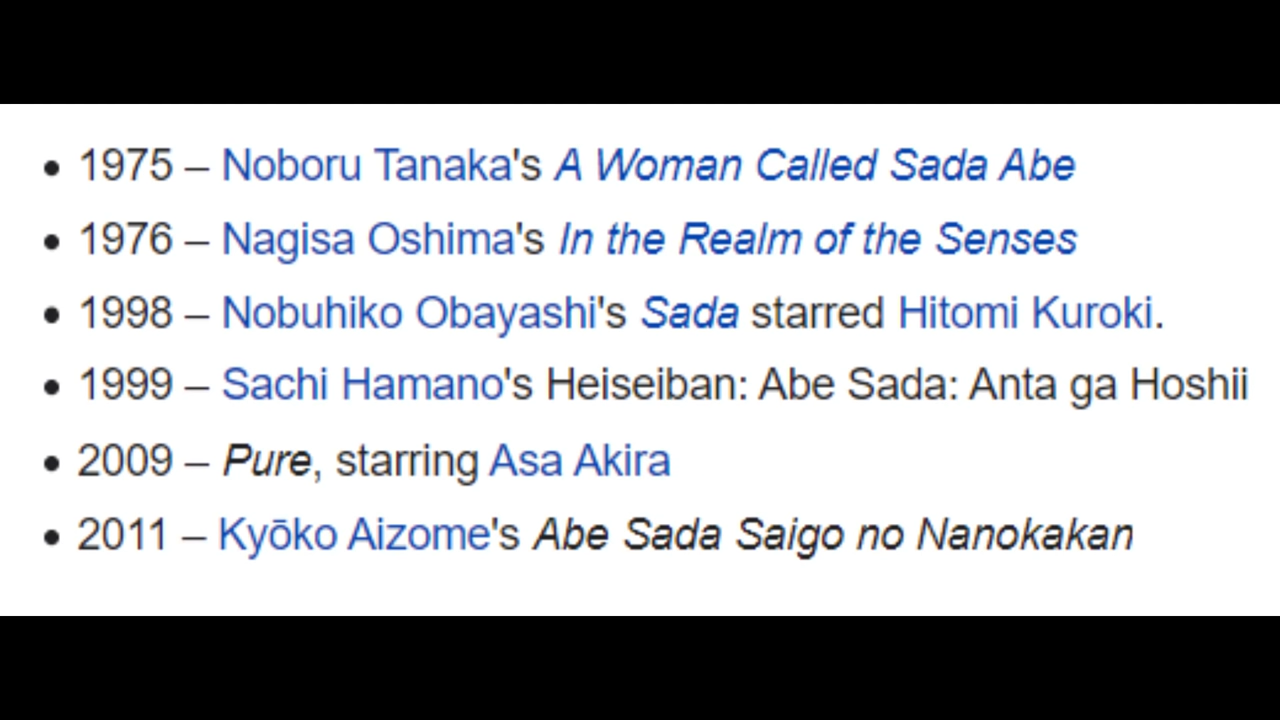 • 1975 – Noboru Tanaka's A Woman Called Sada Abe
• 1976 – Nagisa Oshima's In the Realm of the Senses
• 1998 – Nobuhiko Obayashi's Sada starred Hitomi Kuroki.
• 1999 – Sachi Hamano's Heiseiban: Abe Sada: Anta ga Hoshii
• 2009 – Pure, starring Asa Akira
• 2011 – Kyōko Aizome's Abe Sada Saigo no Nanokakan